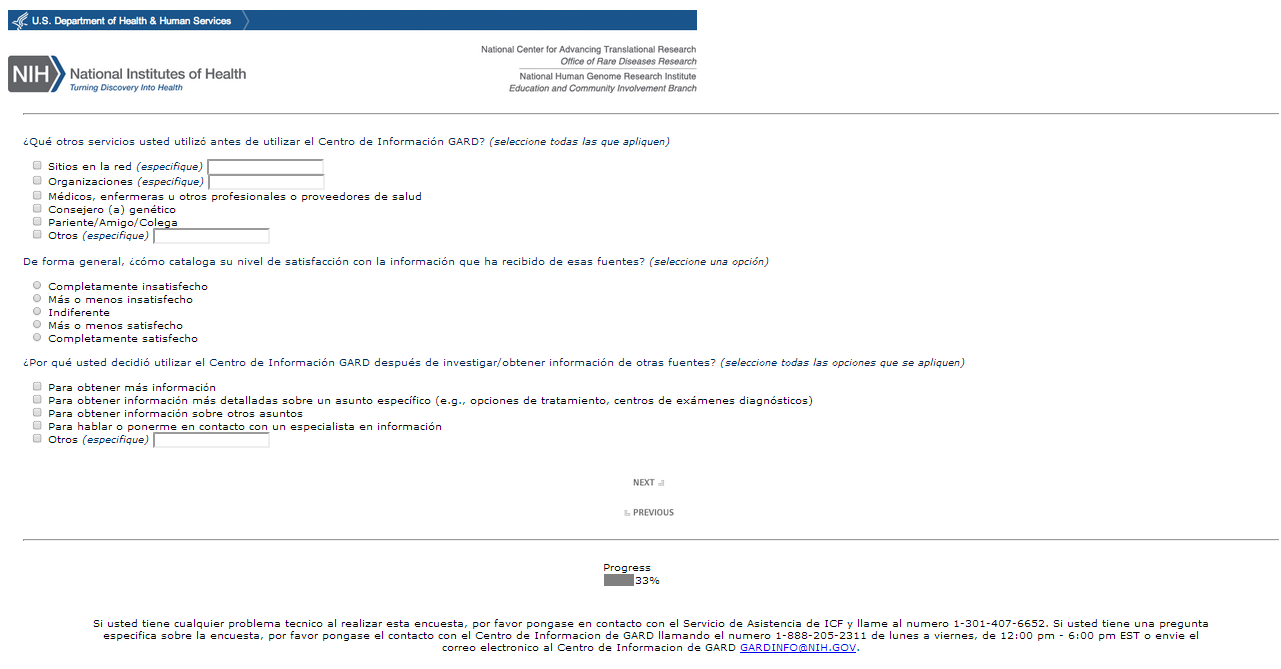 U.S. Department of Health & Human Services
NIH National Institutes of Health
Turning Discovery Into Health
National Center for Advancing Translational Research
Office of Rare Diseases Research
National Human Genome Research Institute
Education and Community Involvement Branch
¿Qué otros servicios usted utilizó antes de utilizar el Centro de Información GARD? (seleccione todas las que apliquen)
Sitios en la red (especifique)
Organizaciones (especifique)
Médicos, enfermeras u otros profesionales o proveedores de salud
Consejero (a) genético
Pariente/Amigo/Colega
Otros (especifique)
De forma general, ¿cómo cataloga su nivel de satisfacción con la información que ha recibido de esas fuentes? (seleccione una opción)
Completamente insatisfecho
Más o menos insatisfecho
Indiferente
Más o menos satisfecho
Completamente satisfecho
¿Por qué usted decidió utilizar el Centro de Información GARD después de investigar/obtener información de otras fuentes? (seleccione todas las opciones que se apliquen)
Para obtener más información
Para obtener información más detalladas sobre un asunto específico (e.g., opciones de tratamiento, centros de exámenes diagnósticos)
Para obtener información sobre otros asuntos
Para hablar o ponerme en contacto con un especialista en información
Otros (especifique)
NEXT
PREVIOUS
Progress
33%
Si usted tiene cualquier problema tecnico al realizar esta encuesta, por favor pongase en contacto con el Servicio de Asistencia de ICF y llame al numero 1-301-407-6652. Si usted tiene una pregunta
especifica sobre la encuesta, por favor pongase el contacto con el Centro de Informacion de GARD llamando el numero 1-888-205-2311 de lunes a viernes, de 12:00 pm - 6:00 pm EST o envie el
correo electronico al Centro de Informacion de GARD GARDINFO@NIH.GOV.